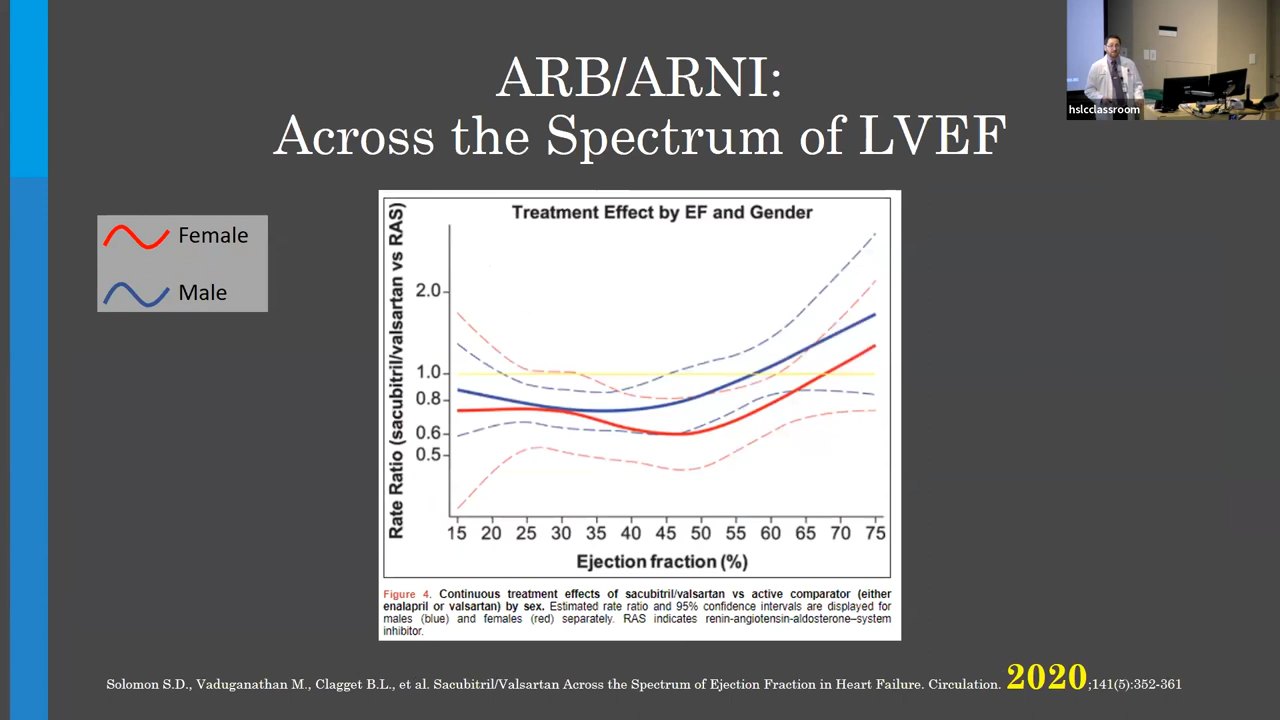 ARB/ARNI:
Across the Spectrum of LVEF
hslcclassroom
Female
Male
Treatment Effect by EF and Gender
Rate Ratio (sacubitril/valsartan vs RAS)
2.0
1.0
0.8
0.6
0.5
15 20 25 30 35 40 45 50 55 60 65 70 75
Ejection fraction (%)
Figure 4. Continuous treatment effects of sacubitril/valsartan vs active comparator (either
enalapril or valsartan) by sex. Estimated rate ratio and 95% confidence intervals are displayed for
males (blue) and females (red) separately. RAS indicates renin-angiotensin-aldosterone–system
inhibitor.
Solomon S.D., Vaduganathan M., Clagget B.L., et al. Sacubitril/Valsartan Across the Spectrum of Ejection Fraction in Heart Failure. Circulation. 2020;141(5):352-361